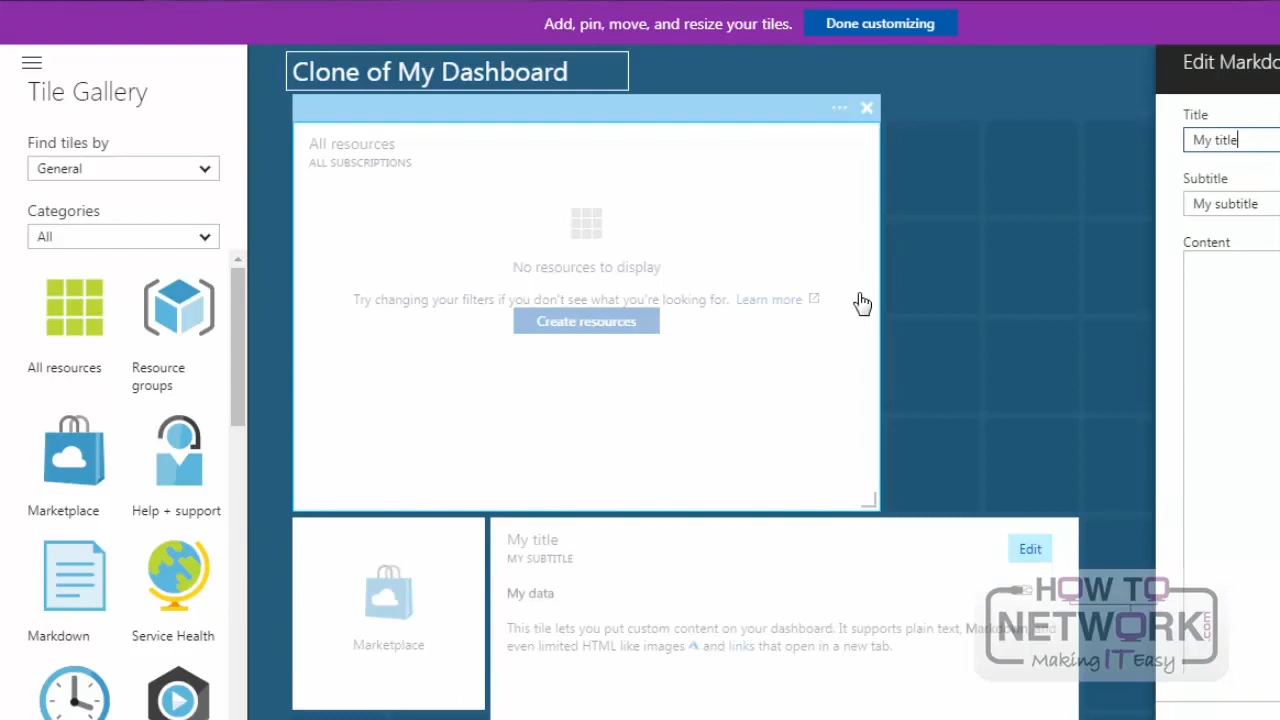 Add, pin, move, and resize your tiles. Done customizing
Tile Gallery
Find tiles by
General
Categories
All
All resources
Resource groups
Marketplace
Help + support
Markdown
Service Health
Clone of My Dashboard
All resources
ALL SUBSCRIPTIONS
No resources to display
Try changing your filters if you don't see what you're looking for. Learn more
Create resources
Marketplace
My title
MY SUBTITLE
Edit
My data
This tile lets you put custom content on your dashboard. It supports plain text, Markdown and
even limited HTML like images and links that open in a new tab.
Edit
Title
My title
Subtitle
My subtitle
Content
HOW TO
NETWORK.com
Making IT Easy